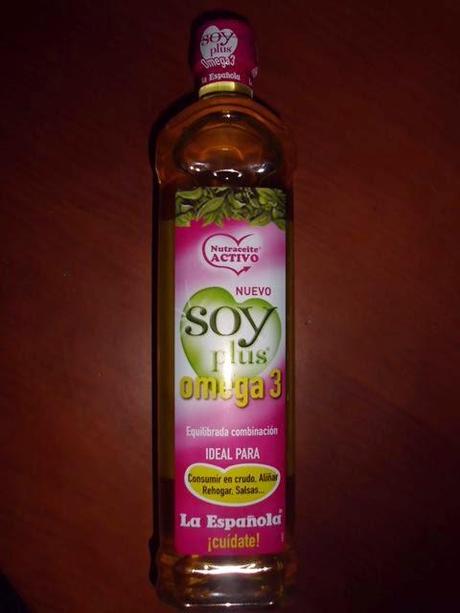 soy
plus
omega3
La Española
Nutraceite®
ACTIVO
NUEVO
soy
plus®
omega 3
Equilibrada combinación
IDEAL PARA
Consumir en crudo, Aliñar
Rehogar, Salsas...
La Española®
¡cuídate!